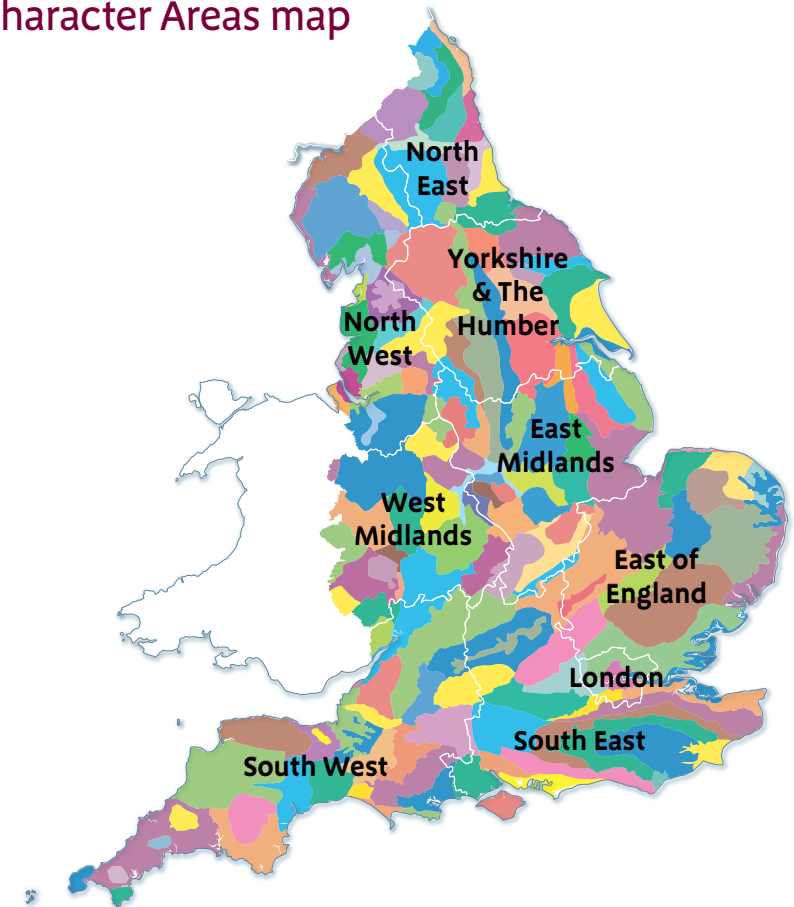 haracter Areas map
North
East
Yorkshire
& The
Humber
North
West
East
Midlands
West
Midlands
East of
England
London
South East
South West